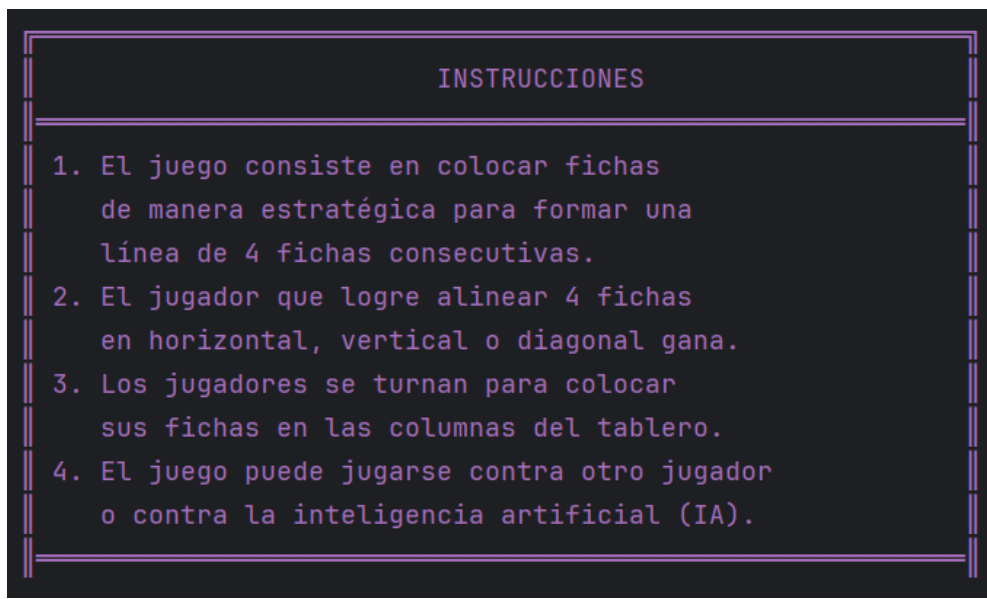 INSTRUCCIONES
1. El juego consiste en colocar fichas
de manera estratégica para formar una
línea de 4 fichas consecutivas.
2. El jugador que logre alinear 4 fichas
en horizontal, vertical o diagonal gana.
3. Los jugadores se turnan para colocar
sus fichas en las columnas del tablero.
4. El juego puede jugarse contra otro jugador
o contra la inteligencia artificial (IA).